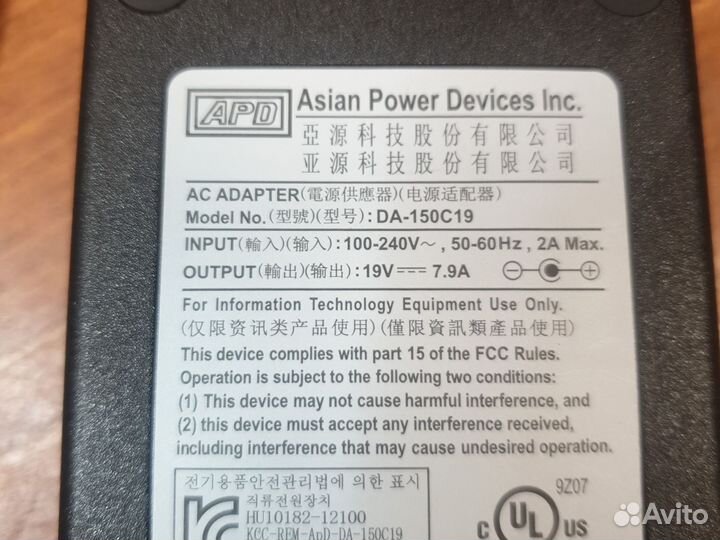 APD
Asian Power Devices Inc.
亞源科技股份有限公司
亚源科技股份有限公司
AC ADAPTER(電源供應器)(电源适配器)
Model No.(型號)(型号): DA-150C19
INPUT(輸入)(输入): 100-240V~ , 50-60Hz , 2A Max.
OUTPUT(輸出)(输出): 19V 7.9A
For Information Technology Equipment Use Only.
(仅限资讯类产品使用)(僅限資訊類產品使用)
This device complies with part 15 of the FCC Rules.
Operation is subject to the following two conditions:
(1) This device may not cause harmful interference, and
(2) this device must accept any interference received,
including interference that may cause undesired operation.
전기용품안전관리법에 의한 표시
직류전원장치
HU10182-12100
KCC-REM-ApD-DA-150C19
9Z07
c UL US
Avito